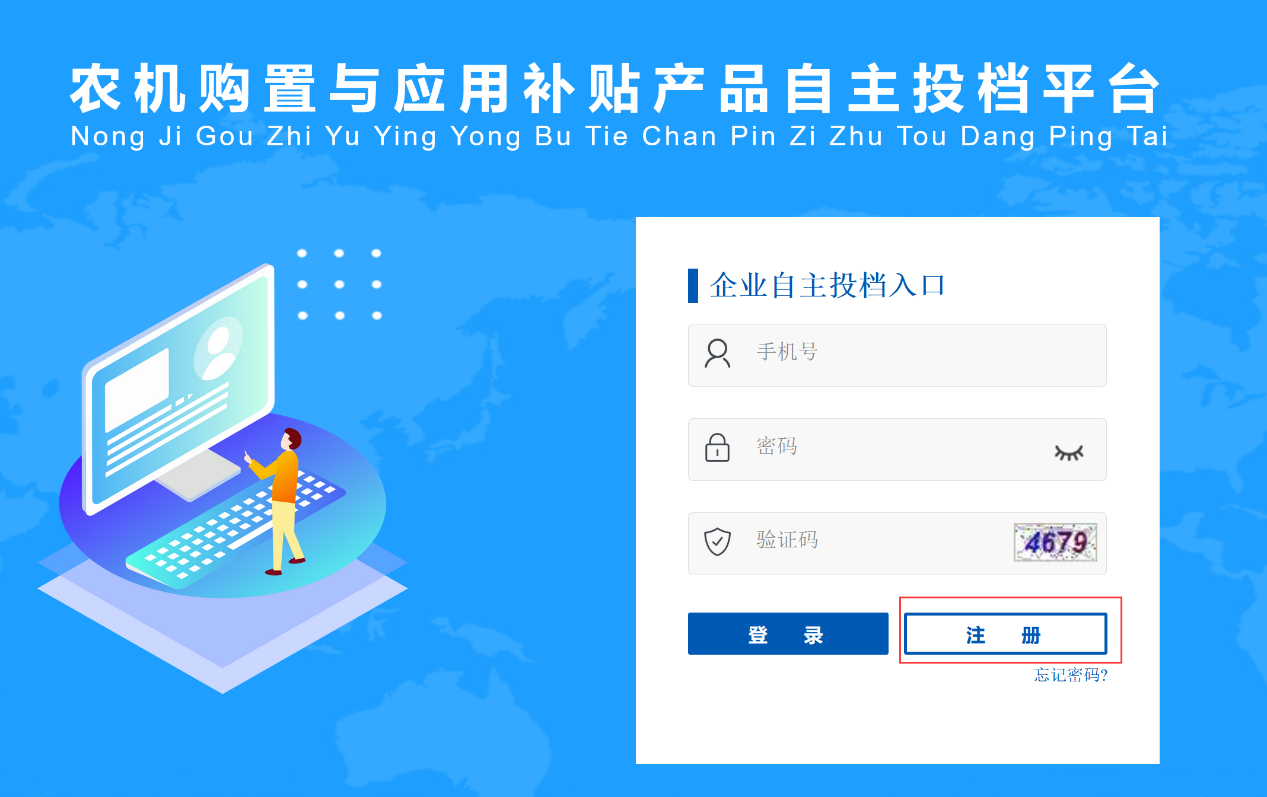 农机购置与应用补贴产品自主投档平台
Nong Ji Gou Zhi Yu Ying Yong Bu Tie Chan Pin Zi Zhu Tou Dang Ping Tai
企业自主投档入口
手机号
密码
验证码 4679
登 录 注 册
忘记密码?